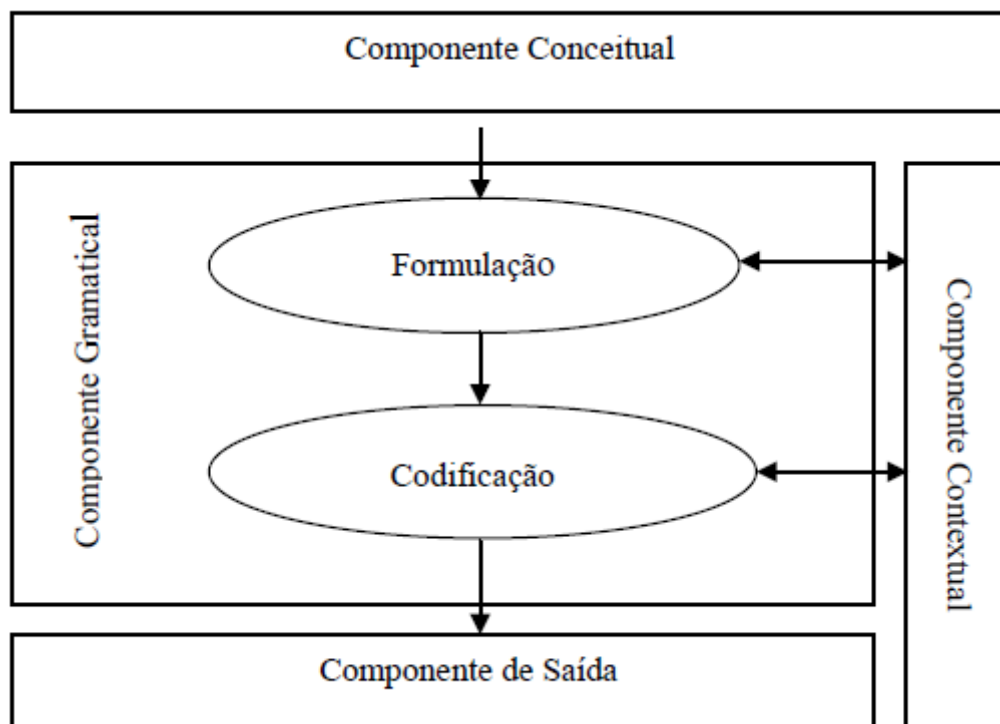 Componente Conceitual
Componente Gramatical
Formulação
Codificação
Componente Contextual
Componente de Saída